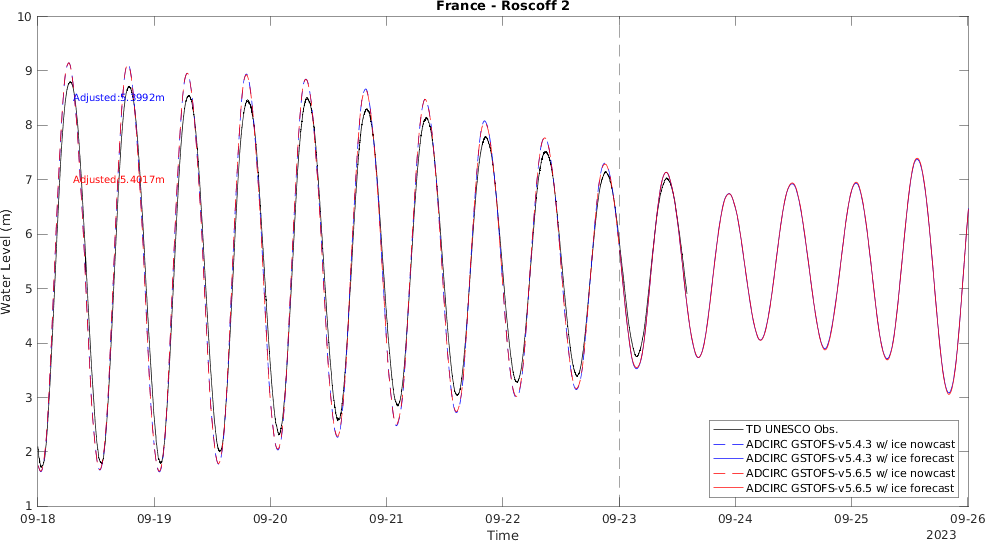 France - Roscoff 2
Water Level (m)
10
9
8
7
6
5
4
3
2
1
Adjusted:5.3992m
Adjusted:5.4017m
TD UNESCO Obs.
ADCIRC GSTOFS-v5.4.3 w/ ice nowcast
ADCIRC GSTOFS-v5.4.3 w/ ice forecast
ADCIRC GSTOFS-v5.6.5 w/ ice nowcast
ADCIRC GSTOFS-v5.6.5 w/ ice forecast
09-18 09-19 09-20 09-21 09-22 09-23 09-24 09-25 09-26
Time
2023